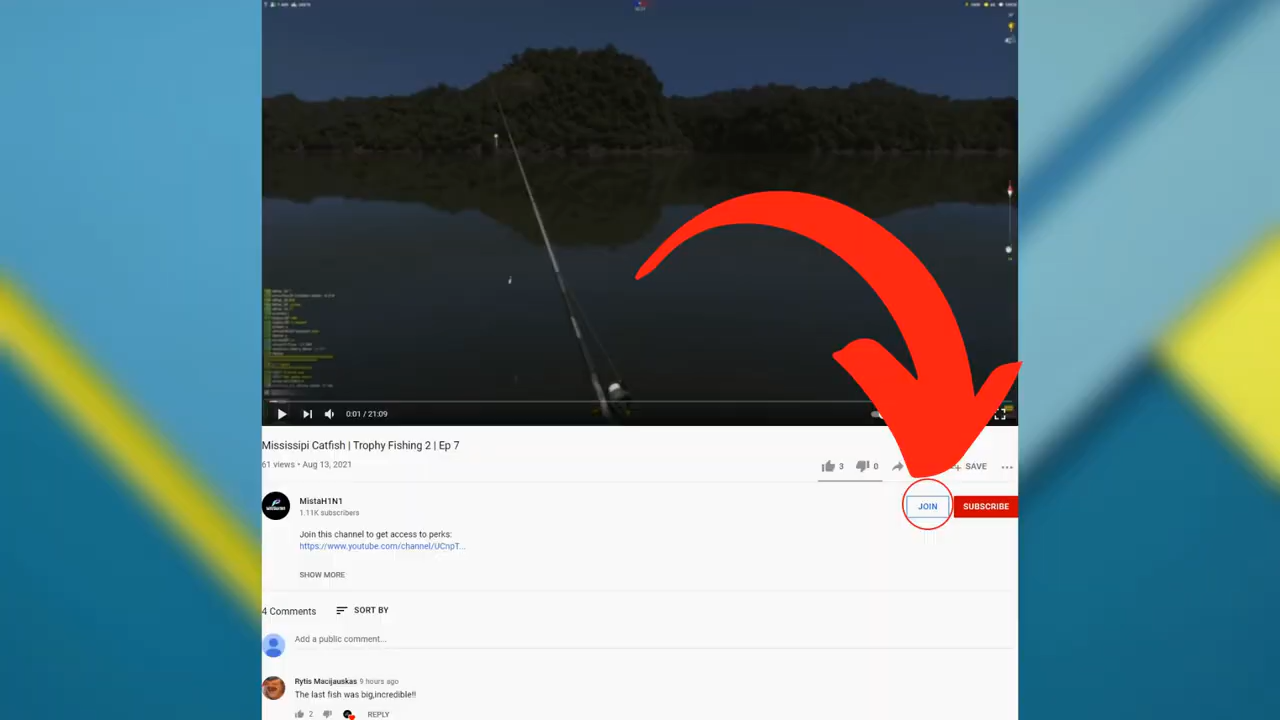 0:01 / 21:09
Mississipi Catfish | Trophy Fishing 2 | Ep 7
61 views • Aug 13, 2021
3 0 SAVE
MistaH1N1
1.11K subscribers
JOIN SUBSCRIBE
Join this channel to get access to perks:
https://www.youtube.com/channel/UCnpT...
SHOW MORE
4 Comments SORT BY
Add a public comment...
Rytis Macijauskas 9 hours ago
The last fish was big,incredible!!
2 REPLY